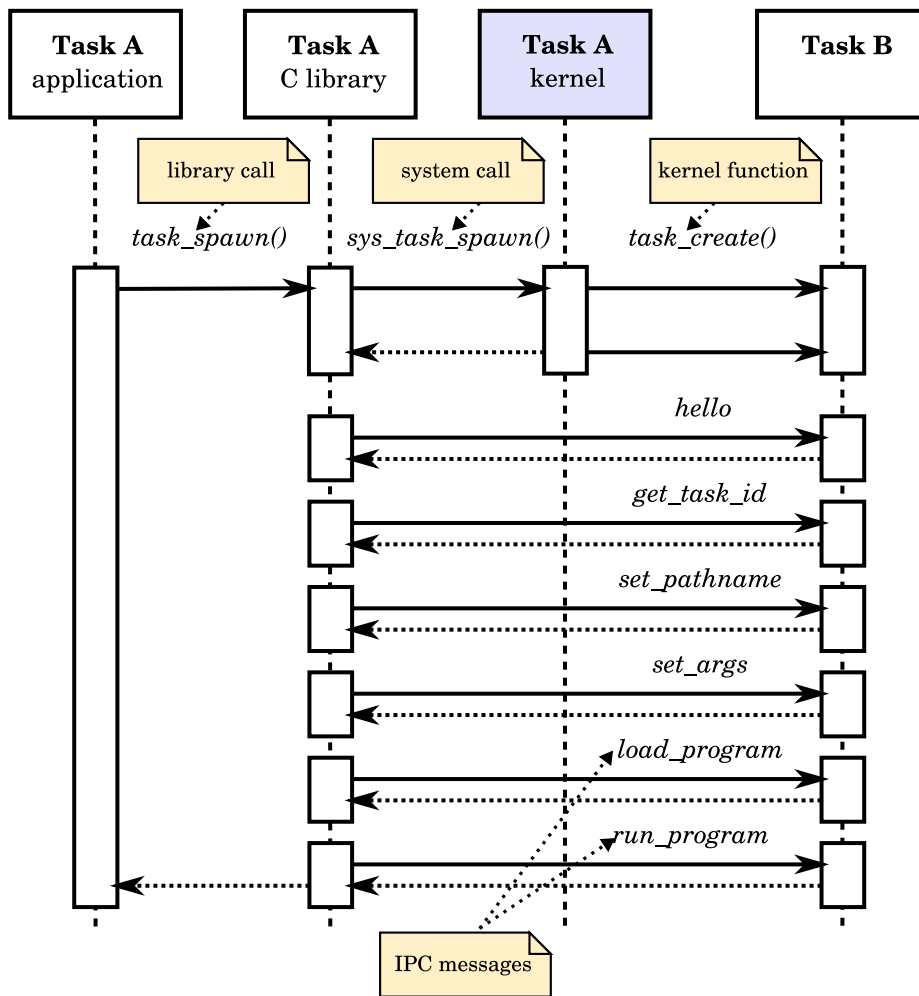 Task A
application
Task A
C library
Task A
kernel
Task B
library call
system call
kernel function
task_spawn()
sys_task_spawn()
task_create()
hello
get_task_id
set_pathname
set_args
load_program
run_program
IPC messages